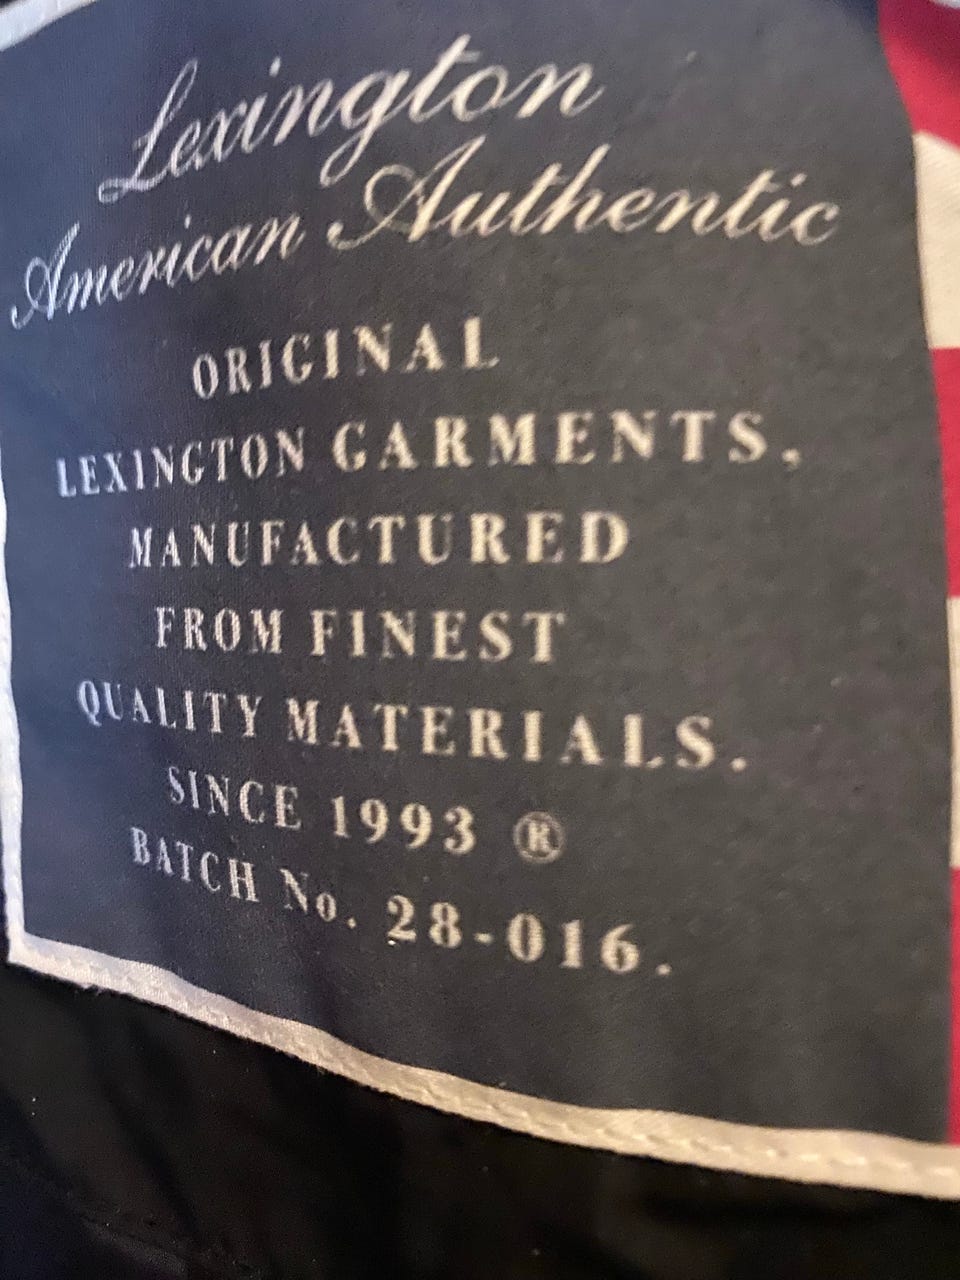 Lexington
American Authentic
ORIGINAL
LEXINGTON GARMENTS,
MANUFACTURED
FROM FINEST
QUALITY MATERIALS.
SINCE 1993 ®
BATCH No. 28-016.